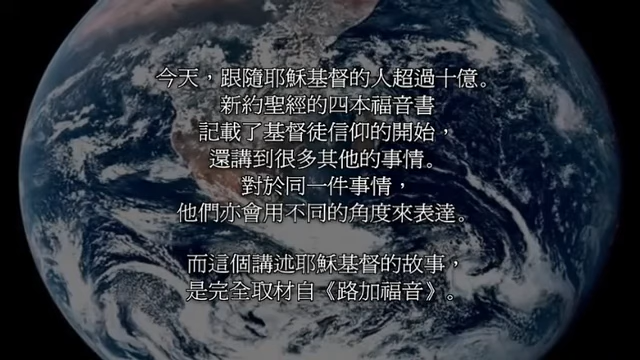 今天，跟隨耶穌基督的人超過十億。
新約聖經的四本福音書
記載了基督徒信仰的開始，
還講到很多其他的事情。
對於同一件事情，
他們亦會用不同的角度來表達。
而這個講述耶穌基督的故事，
是完全取材自《路加福音》。